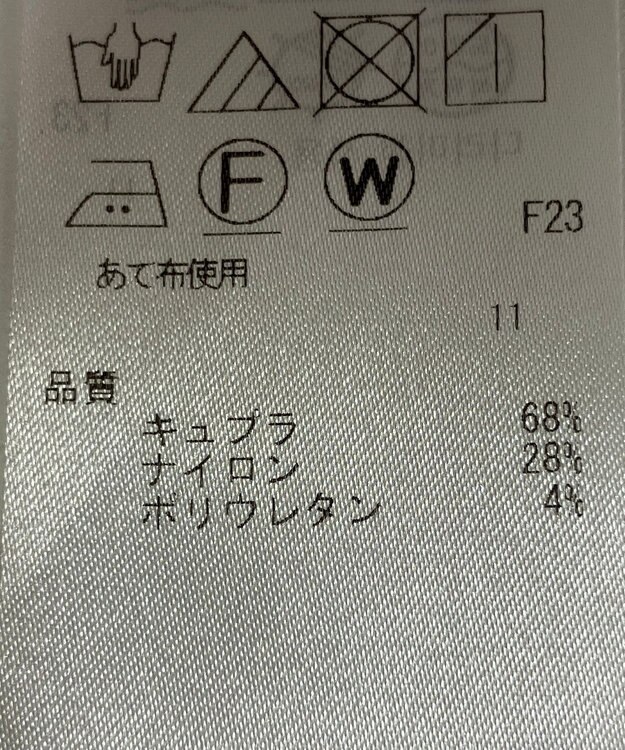 F W
F23
あて布使用
11
品質
キュプラ 68%
ナイロン 28%
ポリウレタン 4%